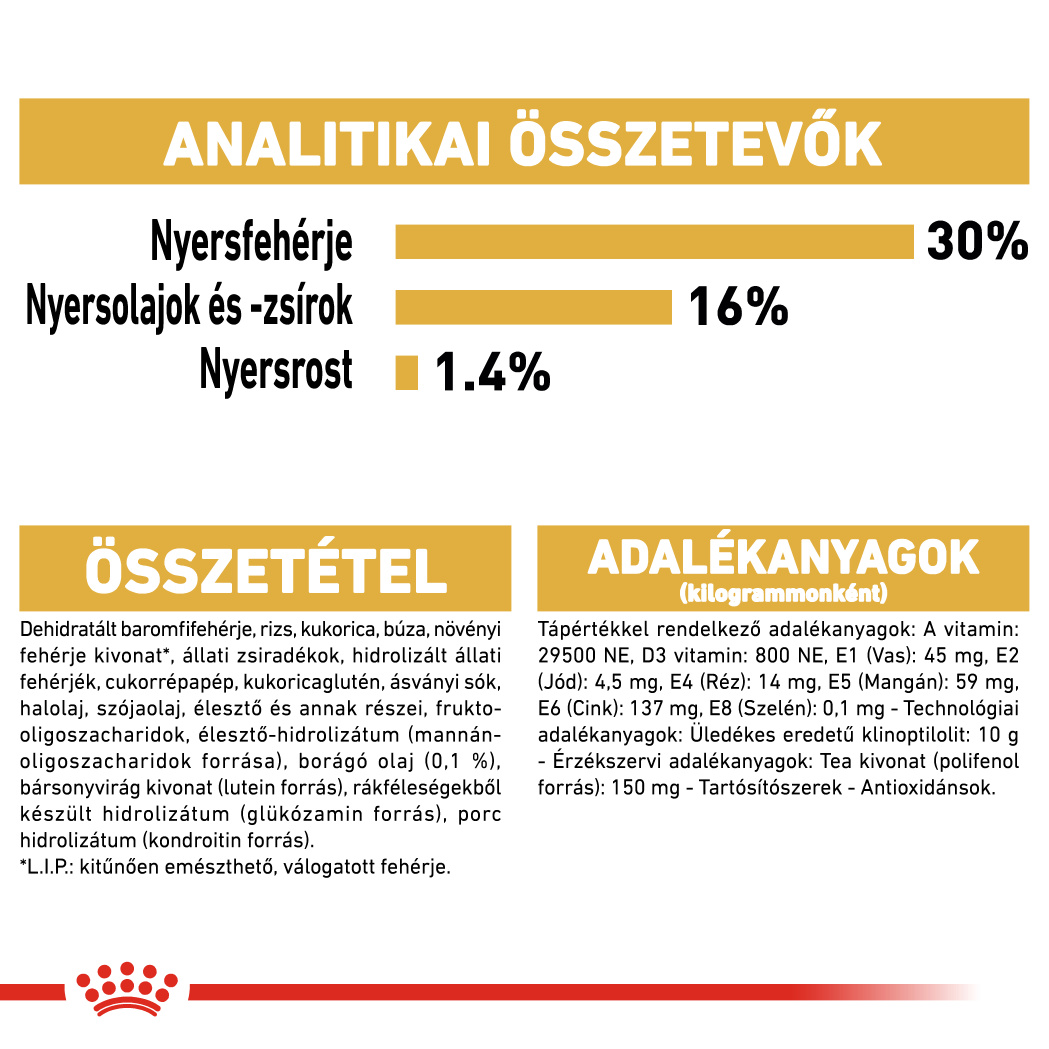 ANALITIKAI ÖSSZETEVŐK
Nyersfehérje 30%
Nyersolajok és -zsírok 16%
Nyersrost 1.4%
ÖSSZETÉTEL
Dehidratált baromfifehérje, rizs, kukorica, búza, növényi
fehérje kivonat*, állati zsiradékok, hidrolizált állati
fehérjék, cukorrépapép, kukoricaglutén, ásványi sók,
halolaj, szójaolaj, élesztő és annak részei, frukto-
oligoszacharidok, élesztő-hidrolizátum (mannán-
oligoszacharidok forrása), borágó olaj (0,1 %),
bársonyvirág kivonat (lutein forrás), rákféleségekből
készült hidrolizátum (glükózamin forrás), porc
hidrolizátum (kondroitin forrás).
*L.I.P.: kitűnően emészthető, válogatott fehérje.
ADALÉKANYAGOK
(kilogrammonként)
Tápértékkel rendelkező adalékanyagok: A vitamin:
29500 NE, D3 vitamin: 800 NE, E1 (Vas): 45 mg, E2
(Jód): 4,5 mg, E4 (Réz): 14 mg, E5 (Mangán): 59 mg,
E6 (Cink): 137 mg, E8 (Szelén): 0,1 mg - Technológiai
adalékanyagok: Üledékes eredetű klinoptilolit: 10 g
- Érzékszervi adalékanyagok: Tea kivonat (polifenol
forrás): 150 mg - Tartósítószerek - Antioxidánsok.